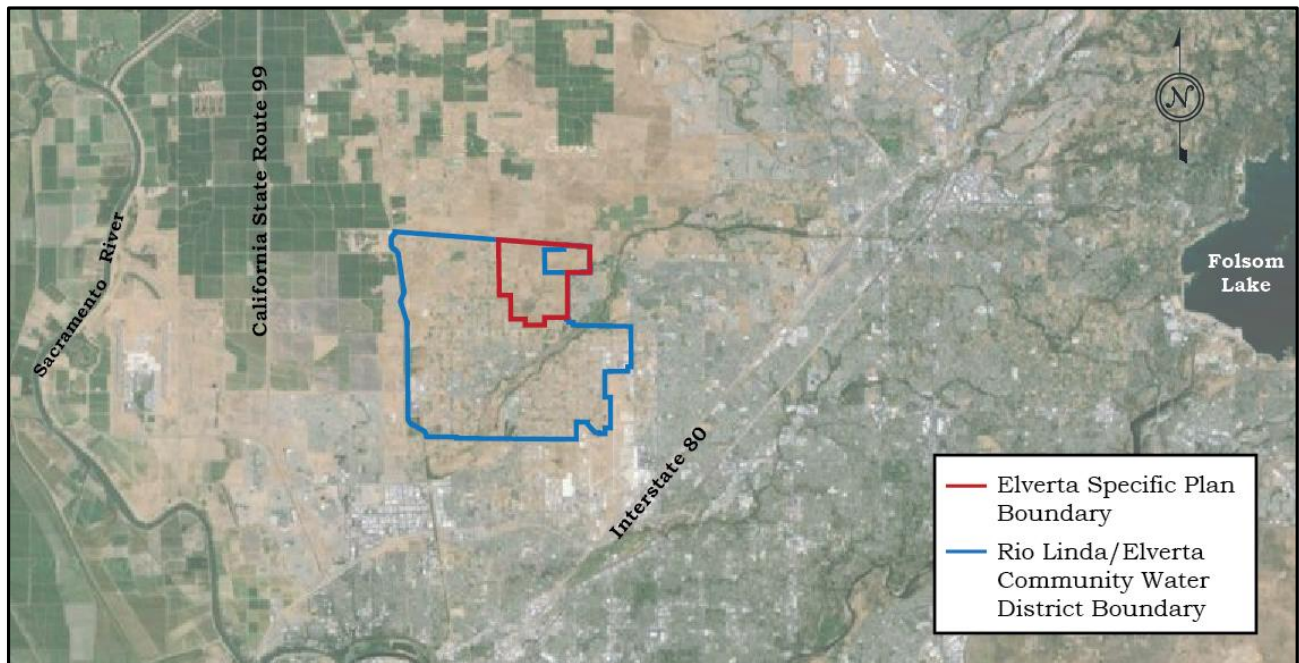 California State Route 99
N
Sacramento River
Folsom
Lake
Interstate 80
Elverta Specific Plan
Boundary
Rio Linda/Elverta
Community Water
District Boundary